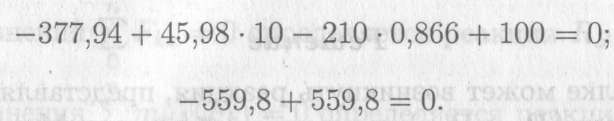 −377,94 + 45,98 · 10 − 210 0,866 + 100 = 0;
−559,8 + 559,8 = 0.